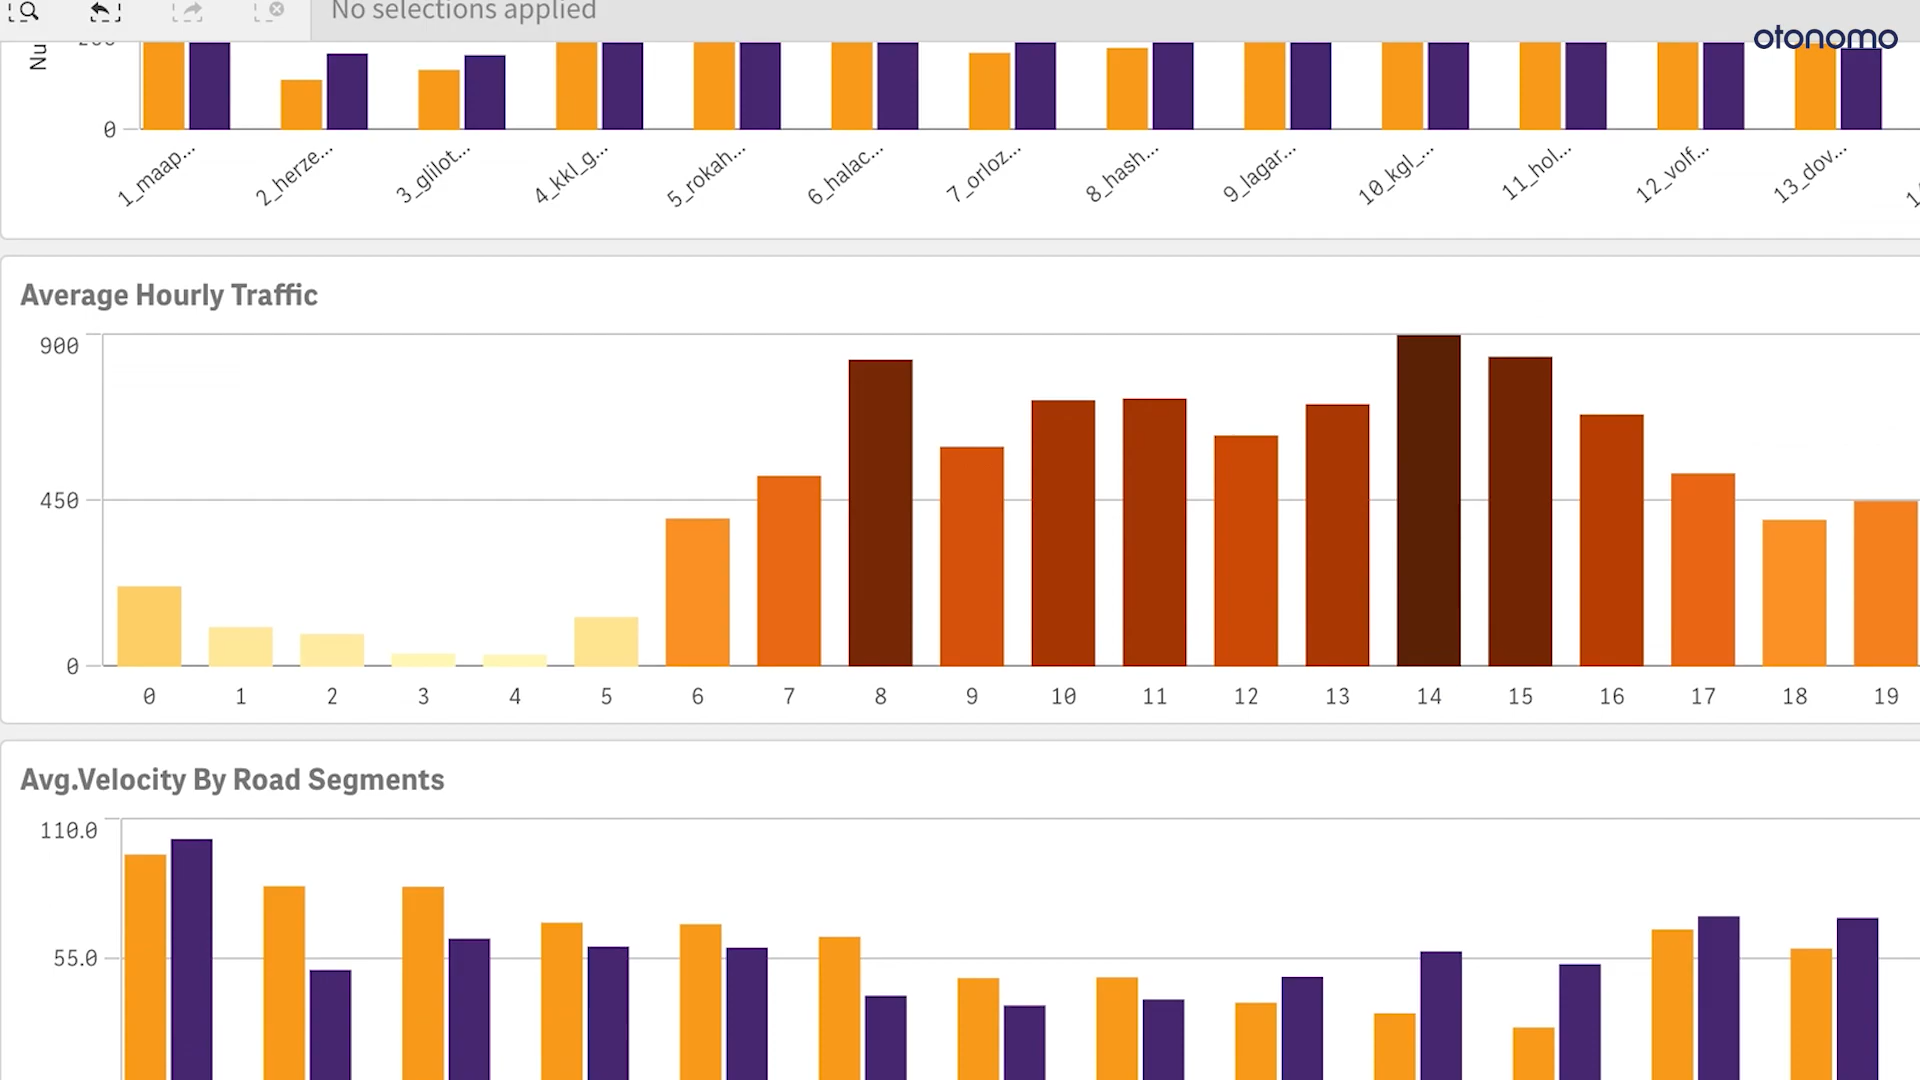 No selections applied
otonomo
0
1_maap...
2_herze...
3_glilot...
4_kkl_g...
5_rokah...
6_halac...
7_orloz...
8_hash...
9_lagar...
10_kgl_...
11_hol...
12_volf...
13_dov...
Average Hourly Traffic
900
450
0
0 1 2 3 4 5 6 7 8 9 10 11 12 13 14 15 16 17 18 19
Avg.Velocity By Road Segments
110.0
55.0